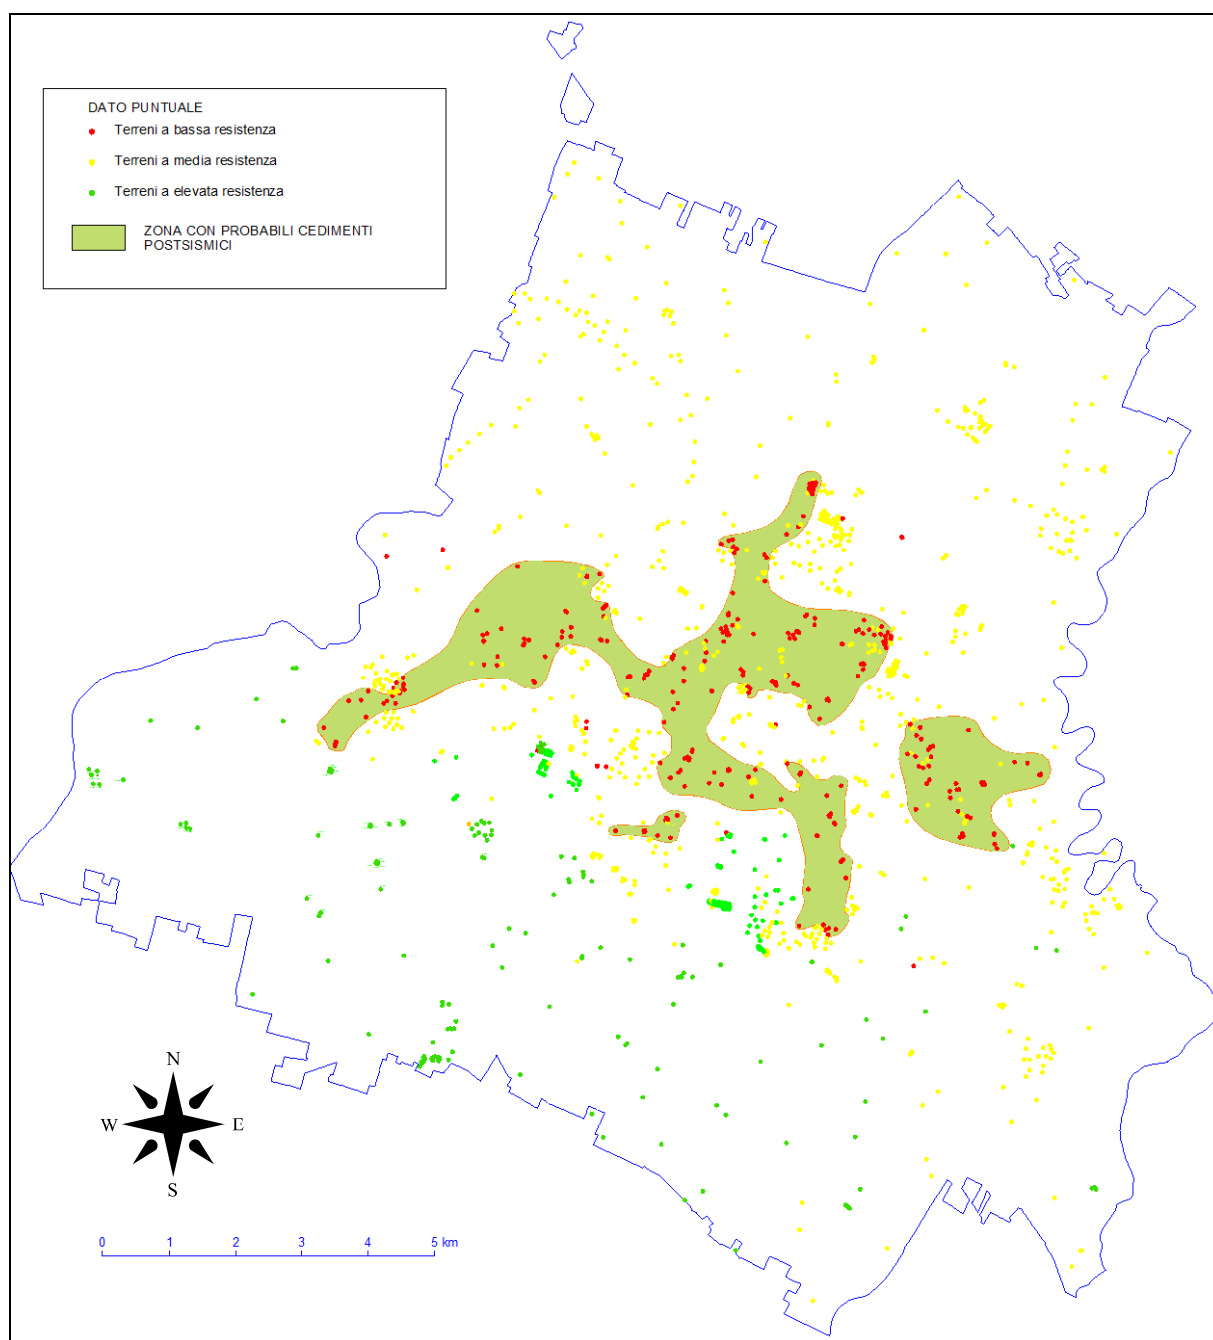 DATO PUNTUALE
Terreni a bassa resistenza
Terreni a media resistenza
Terreni a elevata resistenza
ZONA CON PROBABILI CEDIMENTI
POSTSISMICI
N
W E
S
0 1 2 3 4 5 km